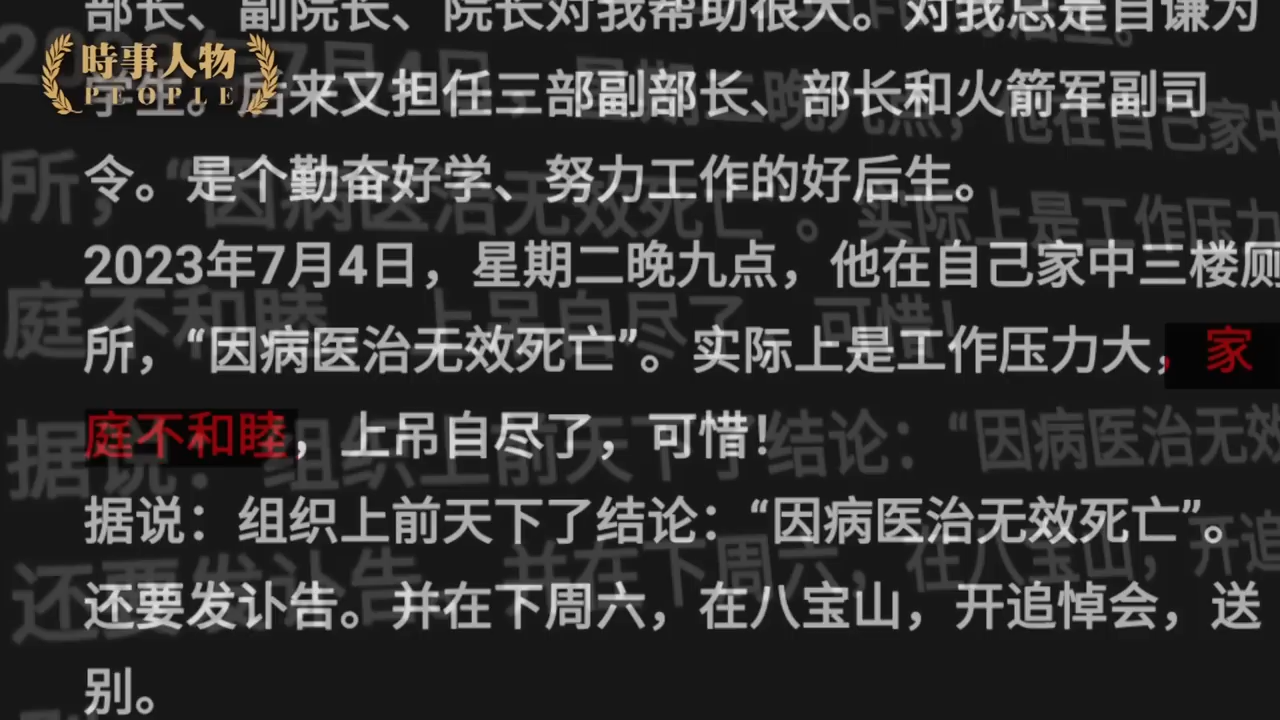 時事人物
PEOPLE
部长、副院长、院长对我帮助很大。对我总是自谦为
学生。后来又担任三部副部长、部长和火箭军副司
令。是个勤奋好学、努力工作的好后生。
2023年7月4日，星期二晚九点，他在自己家中三楼厕
所，“因病医治无效死亡”。实际上是工作压力大，家
庭不和睦，上吊自尽了，可惜！
据说：组织上前天下了结论：“因病医治无效死亡”。
还要发讣告。并在下周六，在八宝山，开追悼会，送
别。